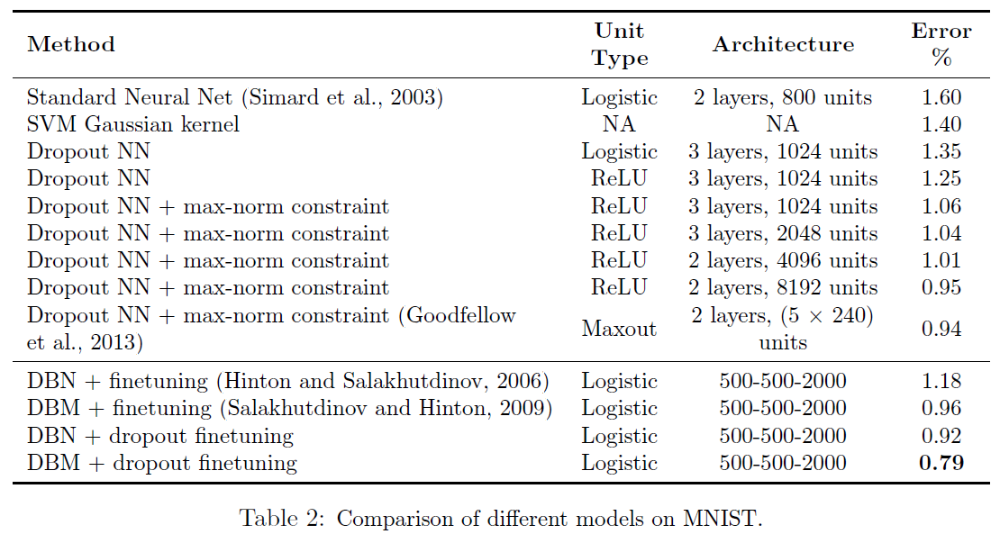 Method Unit Type Architecture Error %
Standard Neural Net (Simard et al., 2003) Logistic 2 layers, 800 units 1.60
SVM Gaussian kernel NA NA 1.40
Dropout NN Logistic 3 layers, 1024 units 1.35
Dropout NN ReLU 3 layers, 1024 units 1.25
Dropout NN + max-norm constraint ReLU 3 layers, 1024 units 1.06
Dropout NN + max-norm constraint ReLU 3 layers, 2048 units 1.04
Dropout NN + max-norm constraint ReLU 2 layers, 4096 units 1.01
Dropout NN + max-norm constraint ReLU 2 layers, 8192 units 0.95
Dropout NN + max-norm constraint (Goodfellow et al., 2013) Maxout 2 layers, (5 × 240) units 0.94
DBN + finetuning (Hinton and Salakhutdinov, 2006) Logistic 500-500-2000 1.18
DBM + finetuning (Salakhutdinov and Hinton, 2009) Logistic 500-500-2000 0.96
DBN + dropout finetuning Logistic 500-500-2000 0.92
DBM + dropout finetuning Logistic 500-500-2000 0.79
Table 2: Comparison of different models on MNIST.